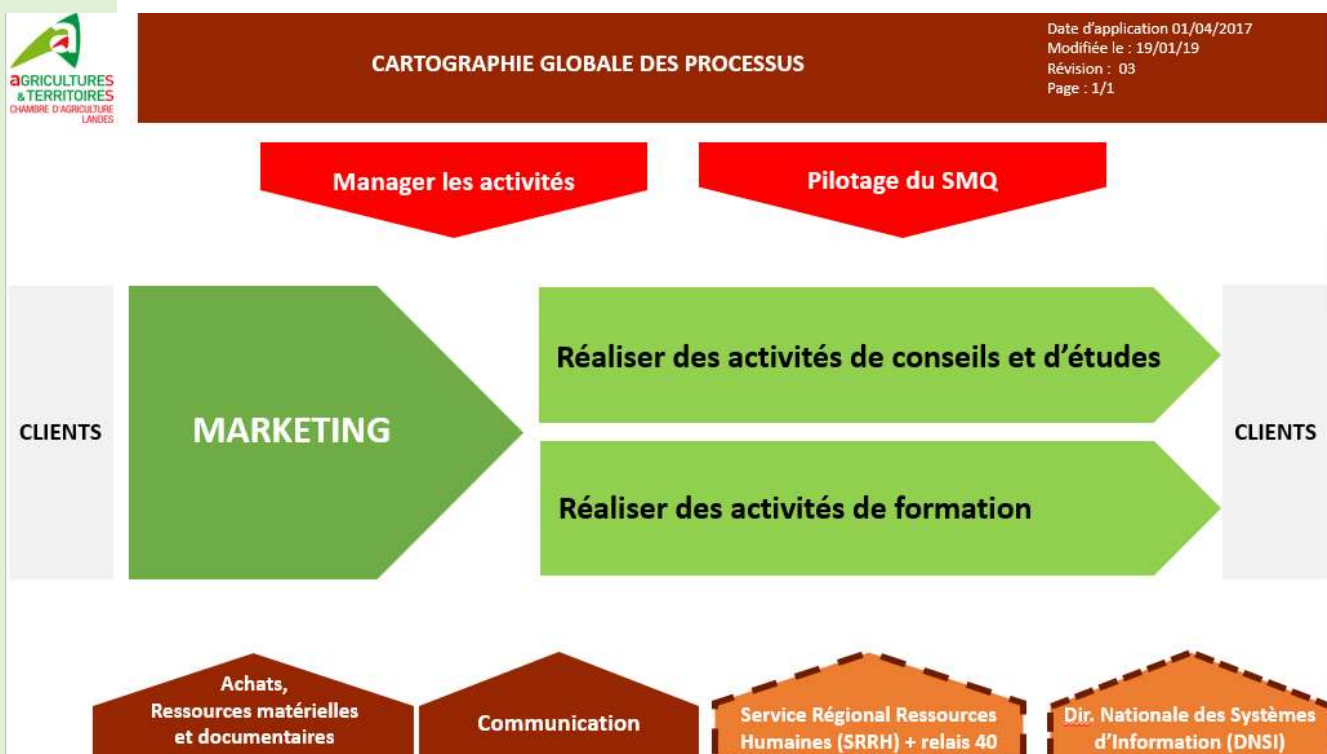 aGRICULTURES
& TERRITOIRES
CHAMBRE D'AGRICULTURE
LANDES
CARTOGRAPHIE GLOBALE DES PROCESSUS
Date d'application 01/04/2017
Modifiée le : 19/01/19
Révision : 03
Page : 1/1
Manager les activités
Pilotage du SMQ
CLIENTS
MARKETING
Réaliser des activités de conseils et d'études
Réaliser des activités de formation
CLIENTS
Achats,
Ressources matérielles
et documentaires
Communication
Service Régional Ressources
Humaines (SRRH) + relais 40
Dir. Nationale des Systèmes
d'Information (DNSI)